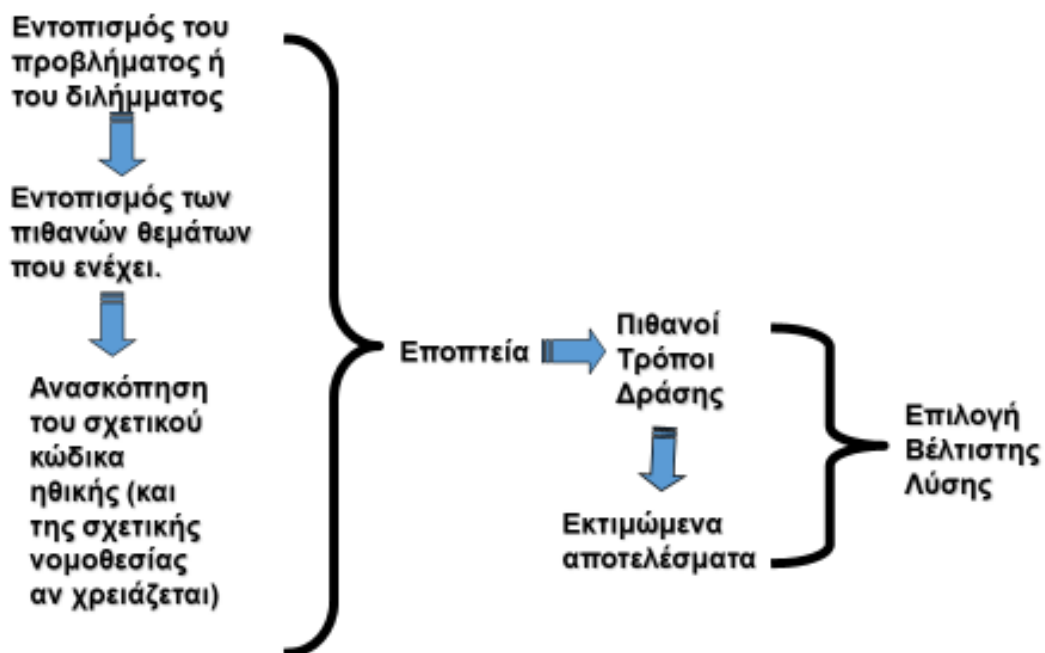 Εντοπισμός του
προβλήματος ή
του διλήμματος
Εντοπισμός των
πιθανών θεμάτων
που ενέχει.
Ανασκόπηση
του σχετικού
κώδικα
ηθικής (και
της σχετικής
νομοθεσίας
αν χρειάζεται)
Εποπτεία
Πιθανοί
Τρόποι
Δράσης
Εκτιμώμενα
αποτελέσματα
Επιλογή
Βέλτιστης
Λύσης